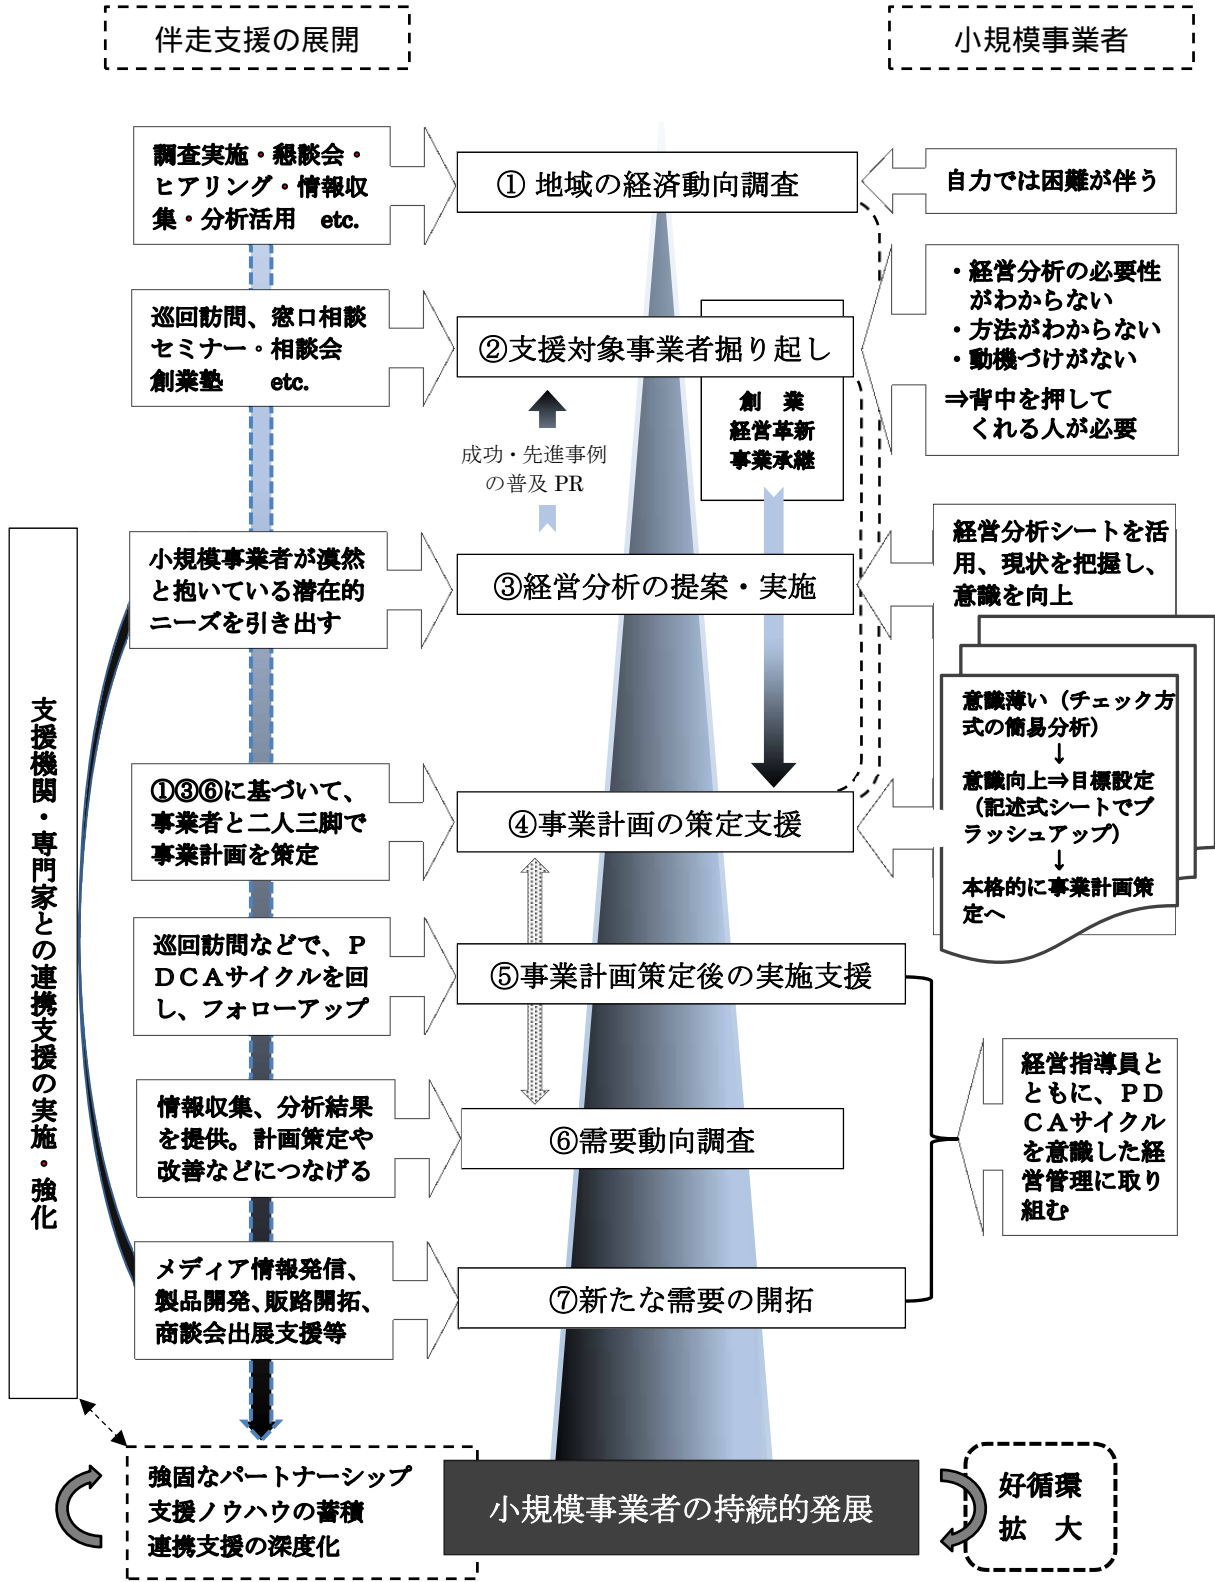 伴走支援の展開
小規模事業者
調査実施・懇談会・
ヒアリング・情報収
集・分析活用　etc.
① 地域の経済動向調査
自力では困難が伴う
巡回訪問、窓口相談
セミナー・相談会
創業塾　　etc.
②支援対象事業者掘り起し
・経営分析の必要性
がわからない
・方法がわからない
・動機づけがない
⇒背中を押して
くれる人が必要
創　業
経営革新
事業承継
成功・先進事例
の普及 PR
小規模事業者が漠然
と抱いている潜在的
ニーズを引き出す
③経営分析の提案・実施
経営分析シートを活
用、現状を把握し、
意識を向上
意識薄い（チェック方
式の簡易分析）
↓
意識向上⇒目標設定
（記述式シートでブ
ラッシュアップ）
↓
本格的に事業計画策
定へ
支援機関・専門家との連携支援の実施・強化
①③⑥に基づいて、
事業者と二人三脚で
事業計画を策定
④事業計画の策定支援
巡回訪問などで、Ｐ
ＤＣＡサイクルを回
し、フォローアップ
⑤事業計画策定後の実施支援
情報収集、分析結果
を提供。計画策定や
改善などにつなげる
⑥需要動向調査
経営指導員と
ともに、ＰＤ
ＣＡサイクル
を意識した経
営管理に取り
組む
メディア情報発信、
製品開発、販路開拓、
商談会出展支援等
⑦新たな需要の開拓
強固なパートナーシップ
支援ノウハウの蓄積
連携支援の深度化
小規模事業者の持続的発展
好循環
拡　大